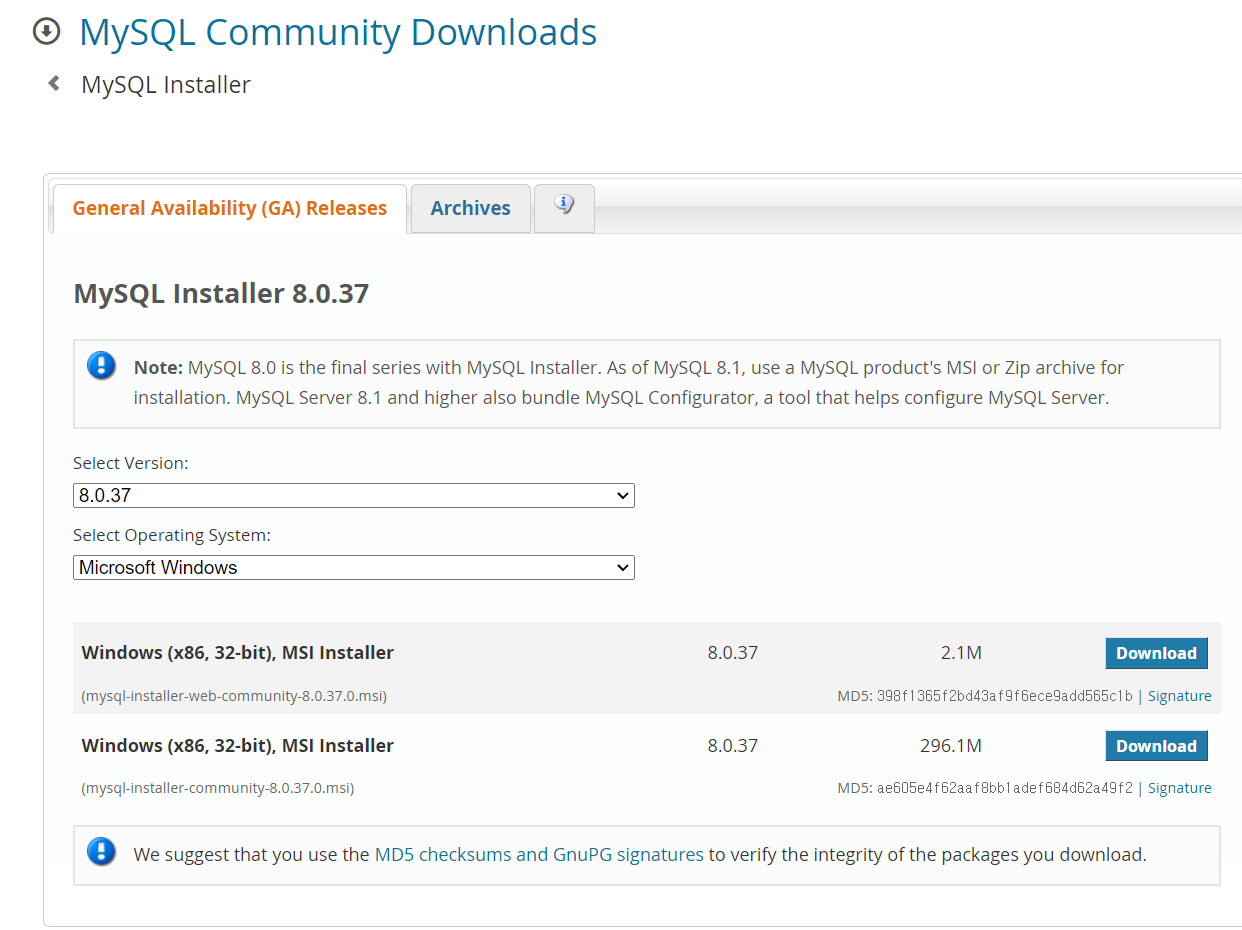 MySQL Community Downloads
MySQL Installer
General Availability (GA) Releases
Archives
MySQL Installer 8.0.37
Note: MySQL 8.0 is the final series with MySQL Installer. As of MySQL 8.1, use a MySQL product's MSI or Zip archive for
installation. MySQL Server 8.1 and higher also bundle MySQL Configurator, a tool that helps configure MySQL Server.
Select Version:
8.0.37
Select Operating System:
Microsoft Windows
Windows (x86, 32-bit), MSI Installer 8.0.37 2.1M Download
(mysql-installer-web-community-8.0.37.0.msi) MD5: 398f1365f2bd43af9f6ece9add565c1b | Signature
Windows (x86, 32-bit), MSI Installer 8.0.37 296.1M Download
(mysql-installer-community-8.0.37.0.msi) MD5: ae605e4f62aaf8bb1adef684d62a49f2 | Signature
We suggest that you use the MD5 checksums and GnuPG signatures to verify the integrity of the packages you download.